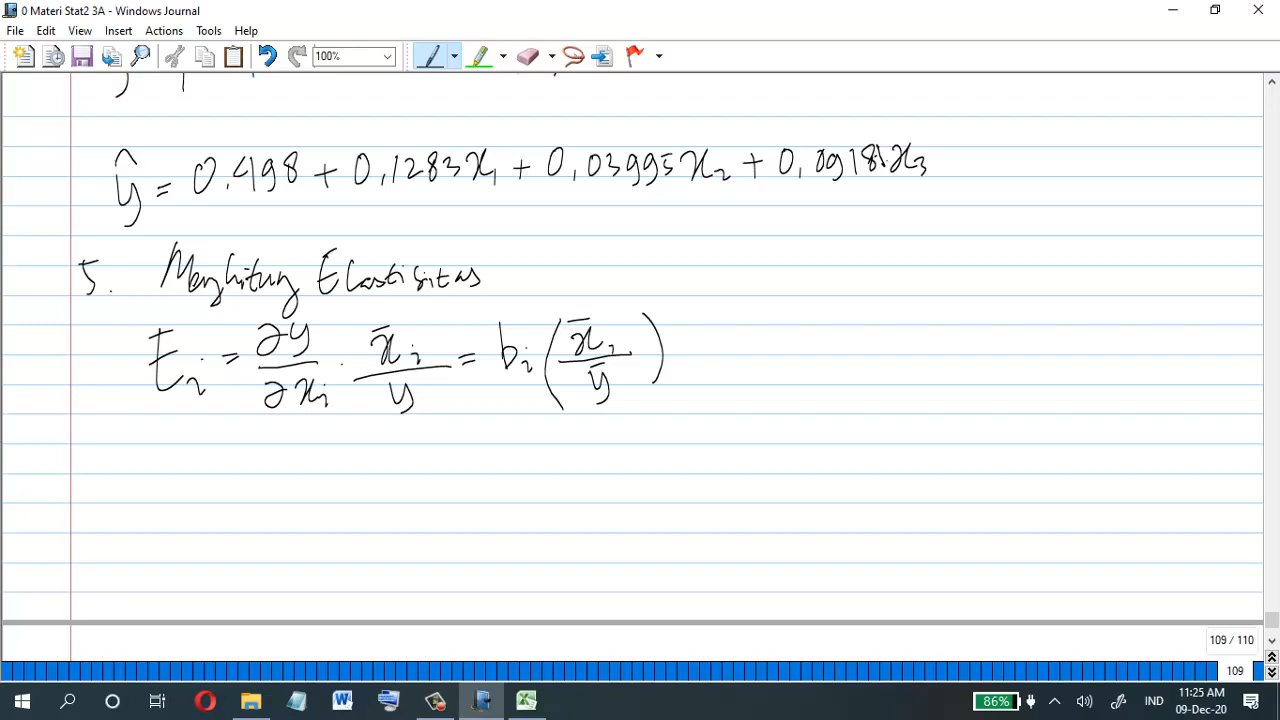 0 Materi Stat2 3A - Windows Journal
File Edit View Insert Actions Tools Help
100%
ŷ = 0.498 + 0,1283x₁ + 0,03995x₂ + 0,09181x₃
5. Menghitung Elastisitas
Eᵢ = ∂y/∂xᵢ · x̄ᵢ/y = bᵢ (x̄ᵢ/ȳ)
109 / 110
109
86% IND 11:25 AM
09-Dec-20